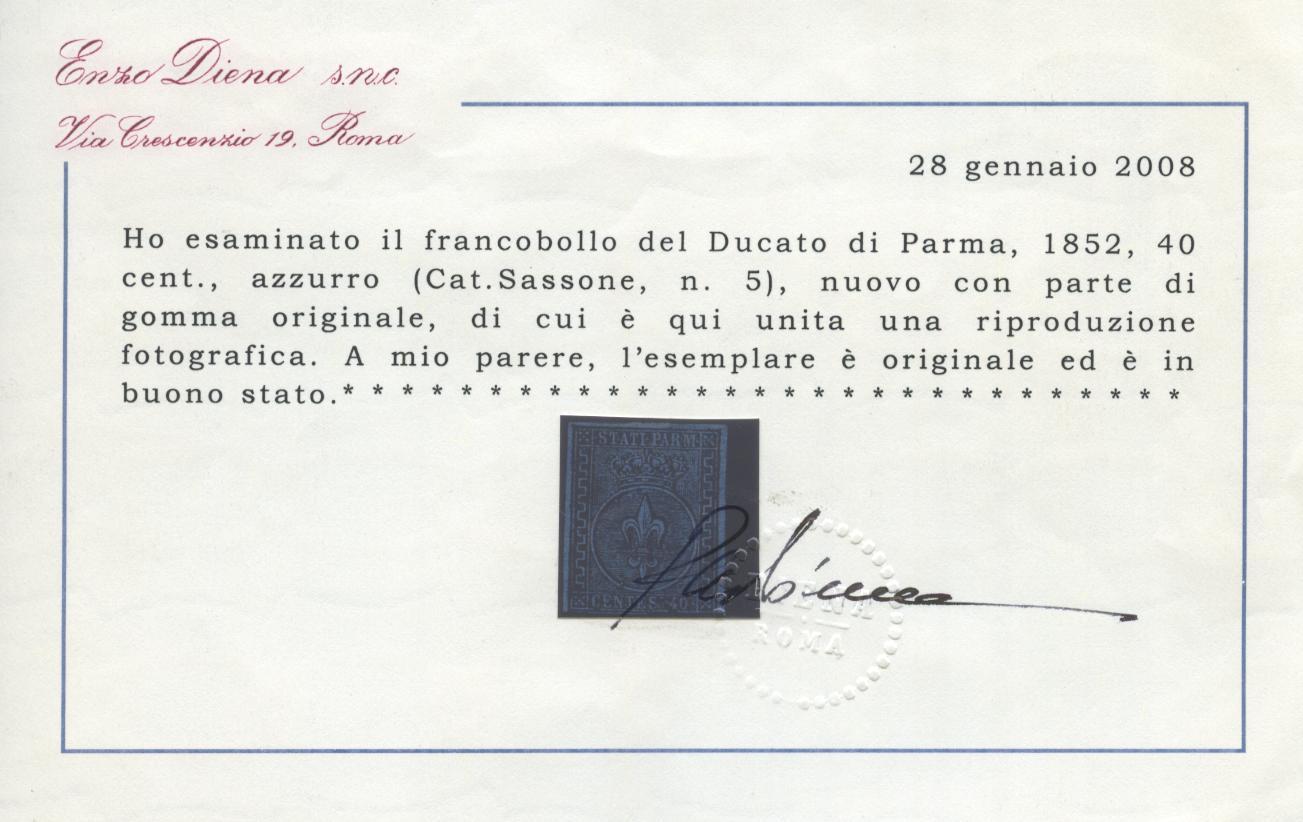 Enzo Diena s.n.c.
Via Crescenzio 19, Roma
28 gennaio 2008
Ho esaminato il francobollo del Ducato di Parma, 1852, 40
cent., azzurro (Cat.Sassone, n. 5), nuovo con parte di
gomma originale, di cui è qui unita una riproduzione
fotografica. A mio parere, l'esemplare è originale ed è in
buono stato.* * * * * * * * * * * * * * * * * * * * * * * * * * * * *
STATI PARM.
CENTES. 40
DIENA
ROMA